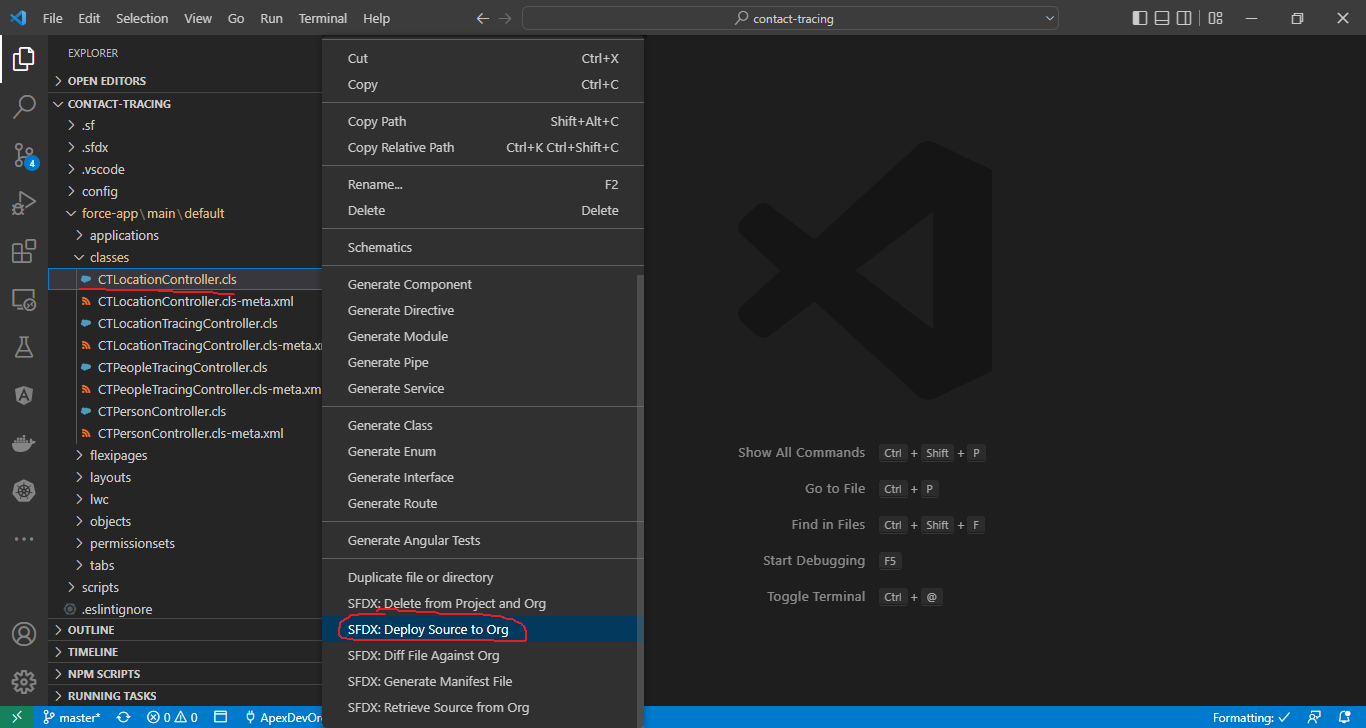 File Edit Selection View Go Run Terminal Help
contact-tracing
EXPLORER
OPEN EDITORS
CONTACT-TRACING
.sf
.sfdx
.vscode
config
force-app\main\default
applications
classes
CTLocationController.cls
CTLocationController.cls-meta.xml
CTLocationTracingController.cls
CTLocationTracingController.cls-meta.x
CTPeopleTracingController.cls
CTPeopleTracingController.cls-meta.xm
CTPersonController.cls
CTPersonController.cls-meta.xml
flexipages
layouts
lwc
objects
permissionsets
tabs
scripts
.eslintignore
OUTLINE
TIMELINE
NPM SCRIPTS
RUNNING TASKS
4
Cut Ctrl+X
Copy Ctrl+C
Copy Path Shift+Alt+C
Copy Relative Path Ctrl+K Ctrl+Shift+C
Rename... F2
Delete Delete
Schematics
Generate Component
Generate Directive
Generate Module
Generate Pipe
Generate Service
Generate Class
Generate Enum
Generate Interface
Generate Route
Generate Angular Tests
Duplicate file or directory
SFDX: Delete from Project and Org
SFDX: Deploy Source to Org
SFDX: Diff File Against Org
SFDX: Generate Manifest File
SFDX: Retrieve Source from Org
Show All Commands Ctrl + Shift + P
Go to File Ctrl + P
Find in Files Ctrl + Shift + F
Start Debugging F5
Toggle Terminal Ctrl + @
master* 0 0 ApexDevOr
Formatting: